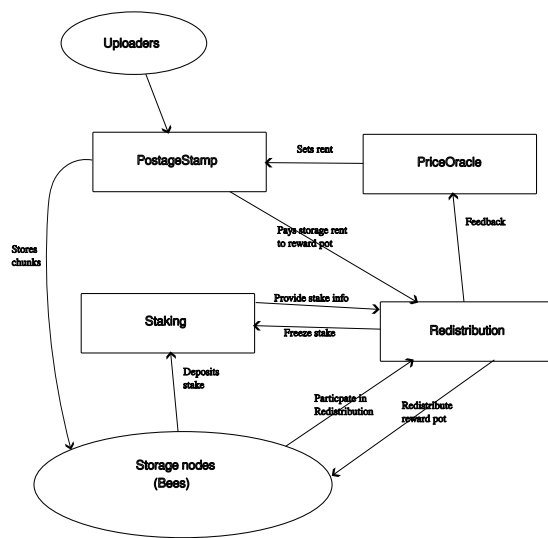 Uploaders
PostageStamp
Sets rent
PriceOracle
Stores
chunks
Pays storage rent
to reward pot
Feedback
Staking
Provide stake info
Freeze stake
Redistribution
Deposits
stake
Particpate in
Redistribution
Redistribute
reward pot
Storage nodes
(Bees)